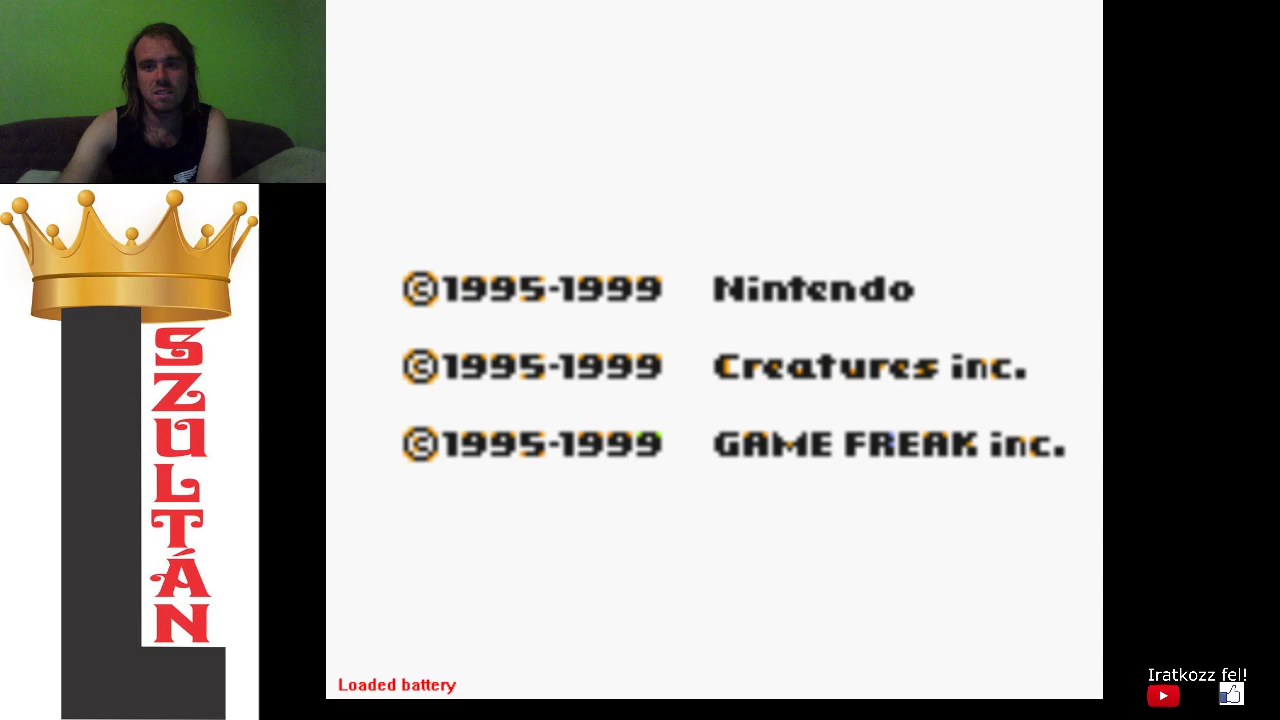 ©1995-1999 Nintendo
©1995-1999 Creatures inc.
©1995-1999 GAME FREAK inc.
L
SZULTÁN
Loaded battery
Iratkozz fel!